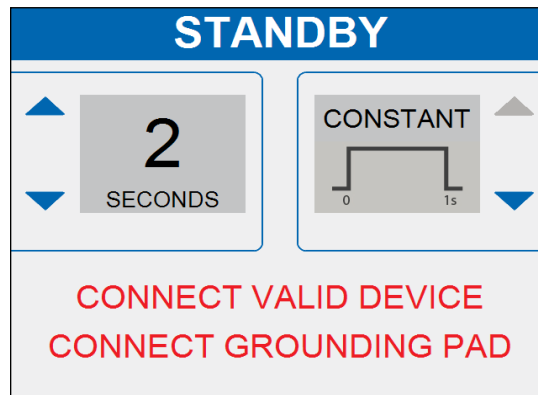 STANDBY
2
SECONDS
CONSTANT
0 1s
CONNECT VALID DEVICE
CONNECT GROUNDING PAD